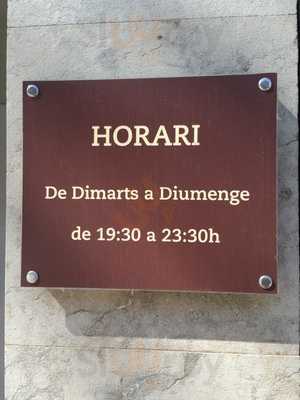 HORARI
De Dimarts a Diumenge
de 19:30 a 23:30h